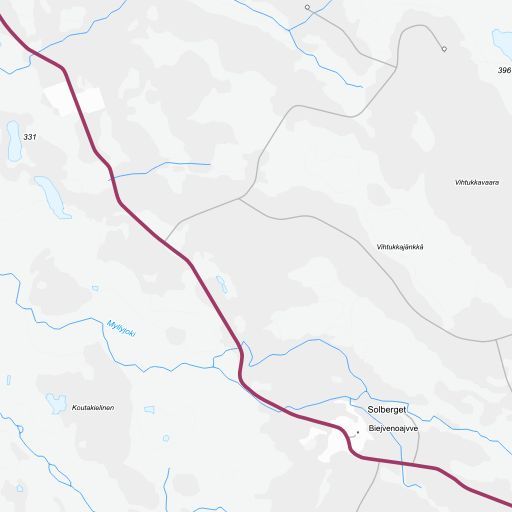 396
331
Vihtukkavaara
Vihtukkajänkkä
Myllyjoki
Koutakielinen
Solberget
Biejvenoajvve